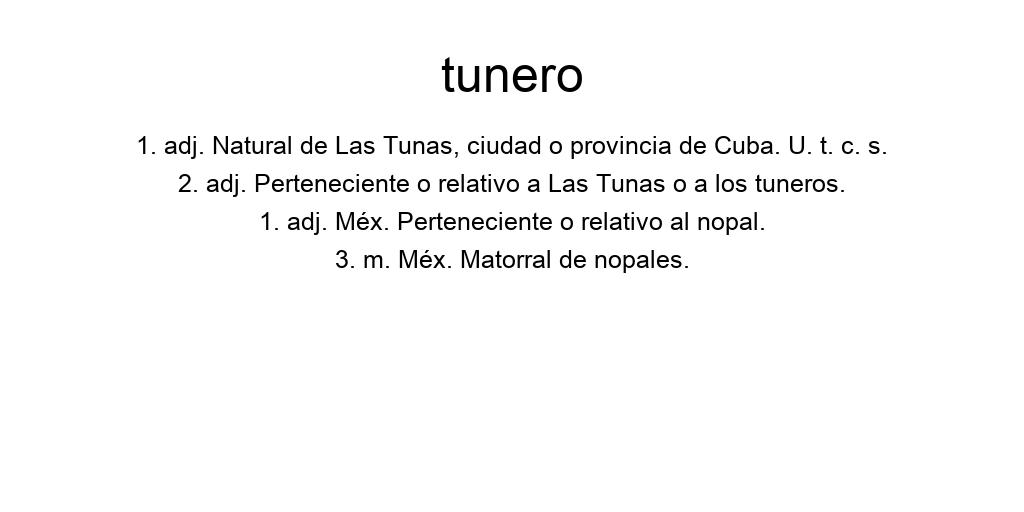 tunero
1. adj. Natural de Las Tunas, ciudad o provincia de Cuba. U. t. c. s.
2. adj. Perteneciente o relativo a Las Tunas o a los tuneros.
1. adj. Méx. Perteneciente o relativo al nopal.
3. m. Méx. Matorral de nopales.